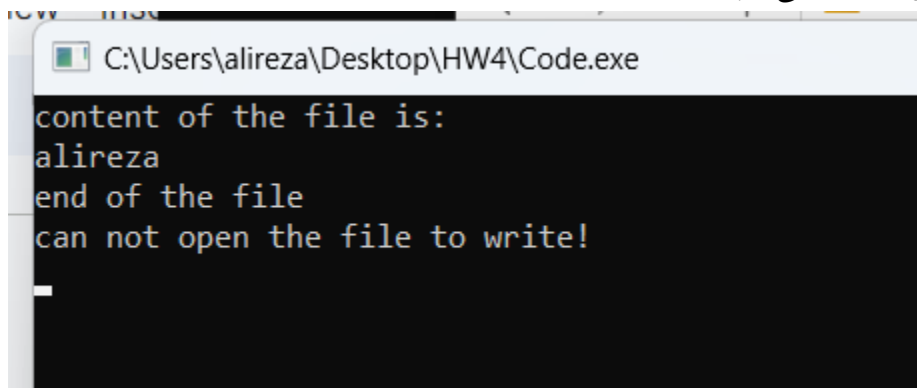 C:\Users\alireza\Desktop\HW4\Code.exe
content of the file is:
alireza
end of the file
can not open the file to write!